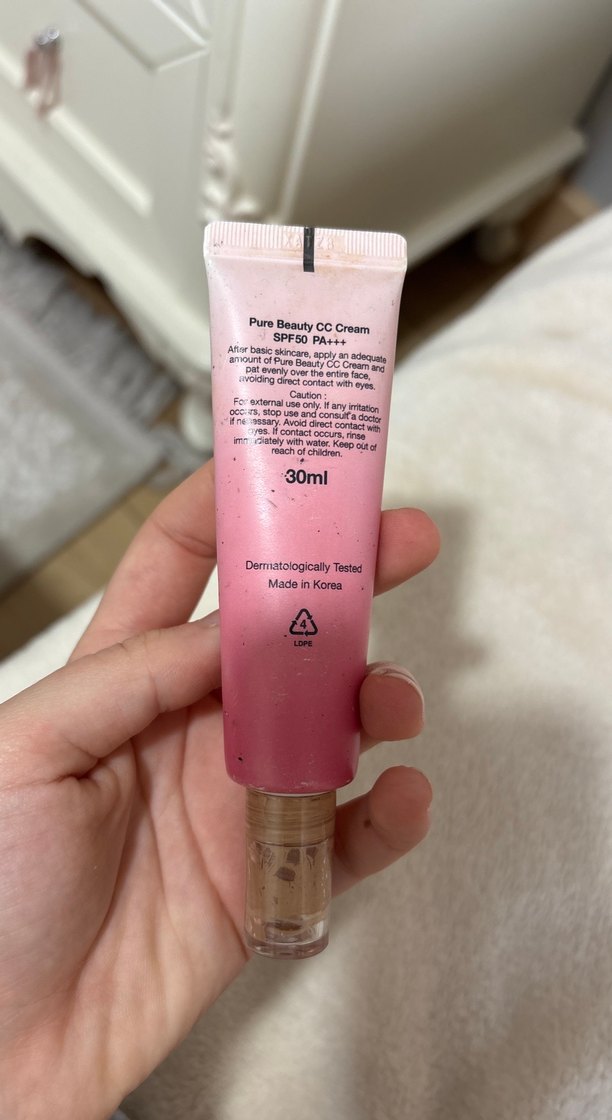 Pure Beauty CC Cream
SPF50 PA+++
After basic skincare, apply an adequate
amount of Pure Beauty CC Cream and
pat evenly over the entire face,
avoiding direct contact with eyes.
Caution :
For external use only. If any irritation
occurs, stop use and consult a doctor
if necessary. Avoid direct contact with
eyes. If contact occurs, rinse
immediately with water. Keep out of
reach of children.
30ml
Dermatologically Tested
Made in Korea
4
LDPE